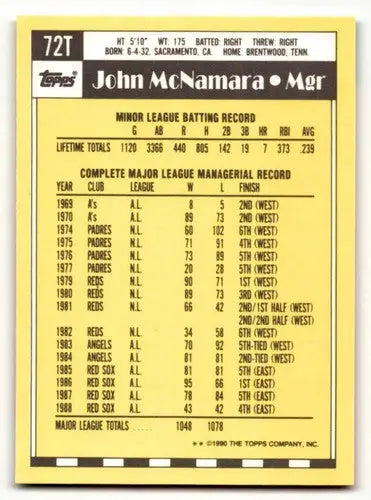 72T
HT 5'10" WT. 175 BATTED: RIGHT THREW: RIGHT
BORN: 6-4-32, SACRAMENTO, CA. HOME: BRENTWOOD, TENN.
TOPPS John McNamara • Mgr
MINOR LEAGUE BATTING RECORD
G AB R H 2B 3B HR RBI AVG
LIFETIME TOTALS 1120 3366 440 805 142 19 7 373 .239
COMPLETE MAJOR LEAGUE MANAGERIAL RECORD
YEAR CLUB LEAGUE W L FINISH
1969 A's A.L. 8 5 2ND (WEST)
1970 A's A.L. 89 73 2ND (WEST)
1974 PADRES N.L. 60 102 6TH (WEST)
1975 PADRES N.L. 71 91 4TH (WEST)
1976 PADRES N.L. 73 89 5TH (WEST)
1977 PADRES N.L. 20 28 5TH (WEST)
1979 REDS N.L. 90 71 1ST (WEST)
1980 REDS N.L. 89 73 3RD (WEST)
1981 REDS N.L. 66 42 2ND/1ST HALF (WEST)
2ND/2ND HALF (WEST)
1982 REDS N.L. 34 58 6TH (WEST)
1983 ANGELS A.L. 70 92 5TH-TIED (WEST)
1984 ANGELS A.L. 81 81 2ND-TIED (WEST)
1985 RED SOX A.L. 81 81 5TH (EAST)
1986 RED SOX A.L. 95 66 1ST (EAST)
1987 RED SOX A.L. 78 84 5TH (EAST)
1988 RED SOX A.L. 43 42 4TH (EAST)
MAJOR LEAGUE TOTALS ..... 1048 1078
** ©1990 THE TOPPS COMPANY, INC.